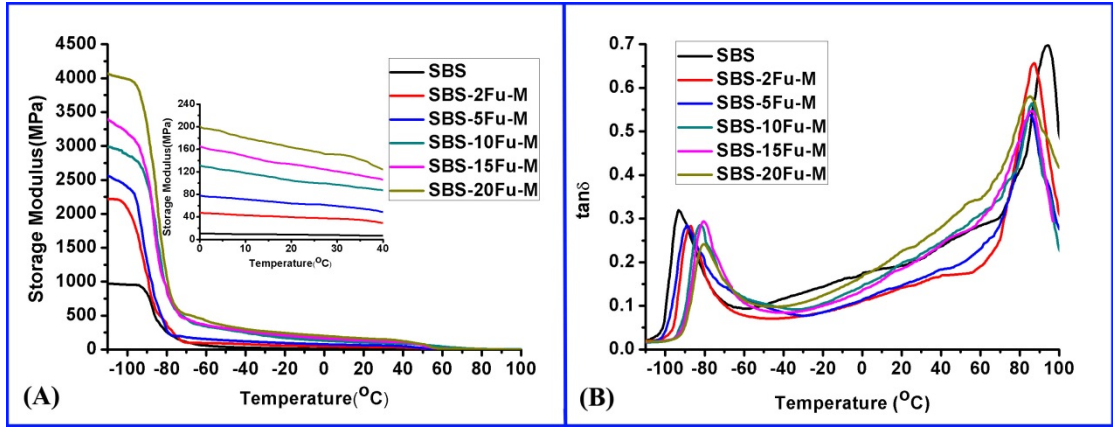 4500
4000
3500
3000
2500
2250
1500
1000
500
0
Storage Modulus(MPa)
-100 -80 -60 -40 -20 0 20 40 60 80 100
Temperature(°C)
(A)
240
200
160
120
80
40
0
Storage Modulus(MPa)
0 10 20 30 40
Temperature(°C)
SBS
SBS-2Fu-M
SBS-5Fu-M
SBS-10Fu-M
SBS-15Fu-M
SBS-20Fu-M
0.7
0.6
0.5
0.4
0.3
0.2
0.1
0.0
tanδ
-100 -80 -60 -40 -20 0 20 40 60 80 100
Temperature (°C)
(B)
SBS
SBS-2Fu-M
SBS-5Fu-M
SBS-10Fu-M
SBS-15Fu-M
SBS-20Fu-M